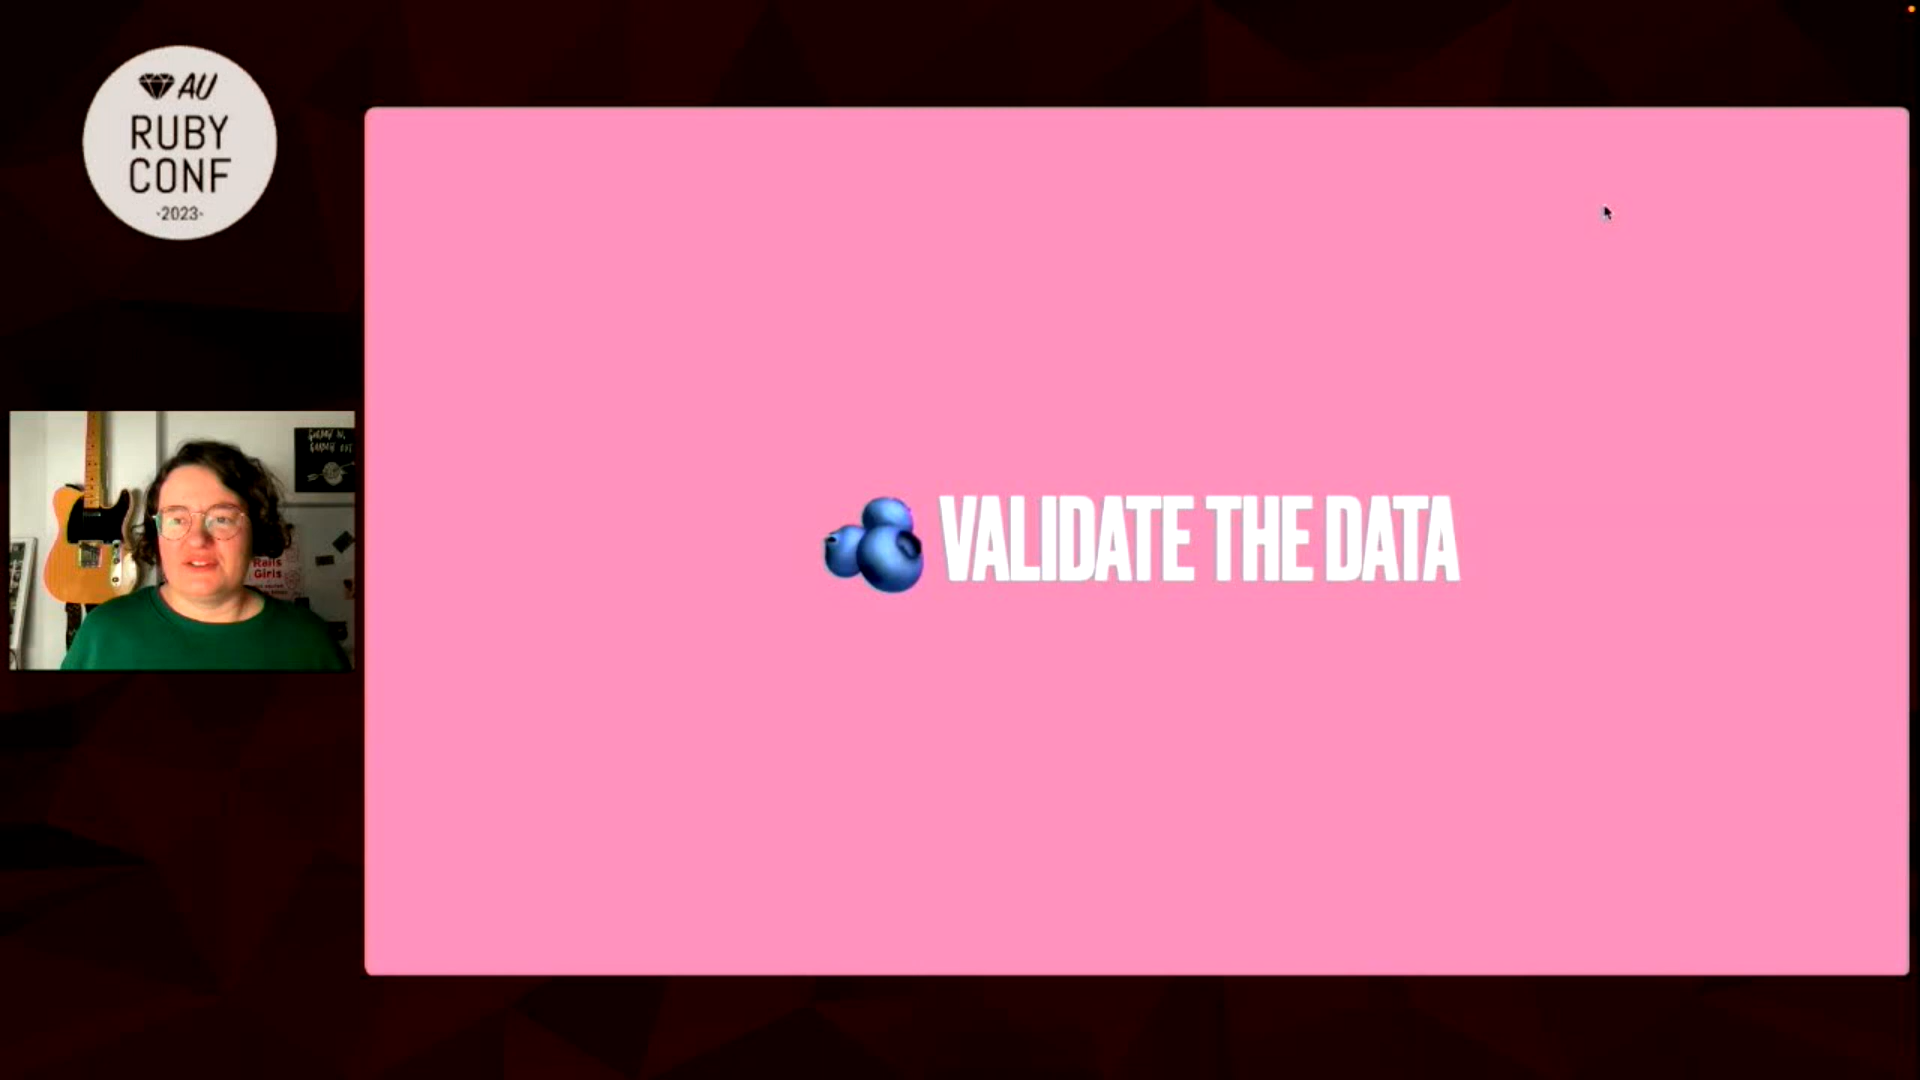 AU
RUBY
CONF
-2023-
VALIDATE THE DATA
Rails
Girls